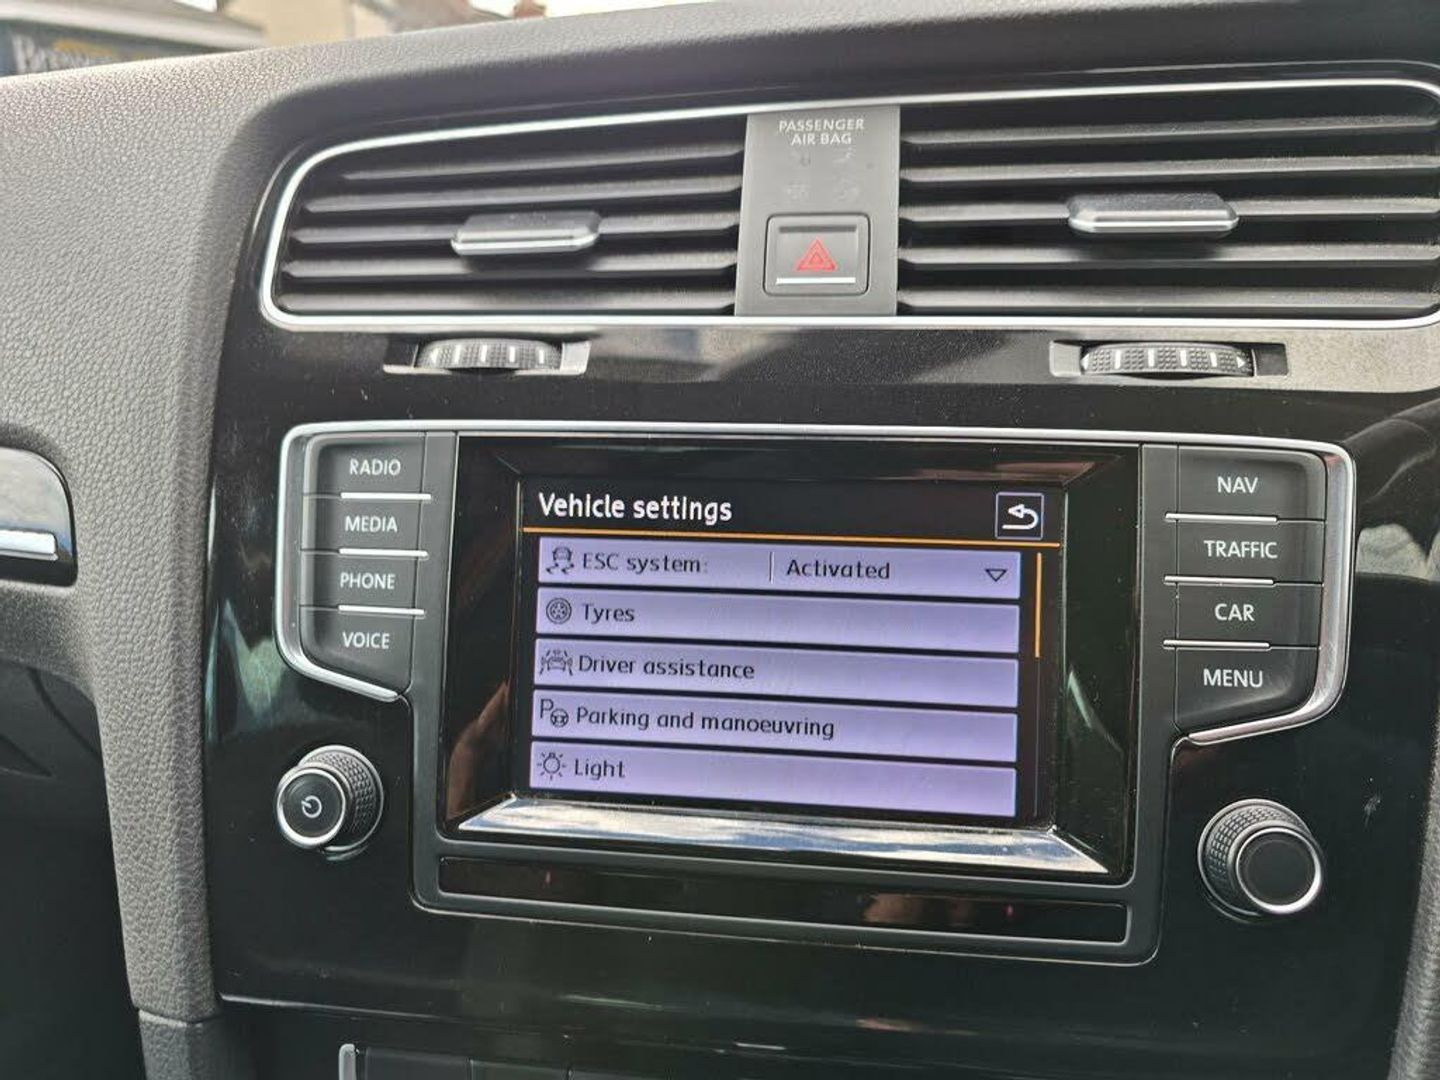 PASSENGER
AIR BAG
RADIO
MEDIA
PHONE
VOICE
Vehicle settings
ESC system: Activated
Tyres
Driver assistance
Parking and manoeuvring
Light
NAV
TRAFFIC
CAR
MENU